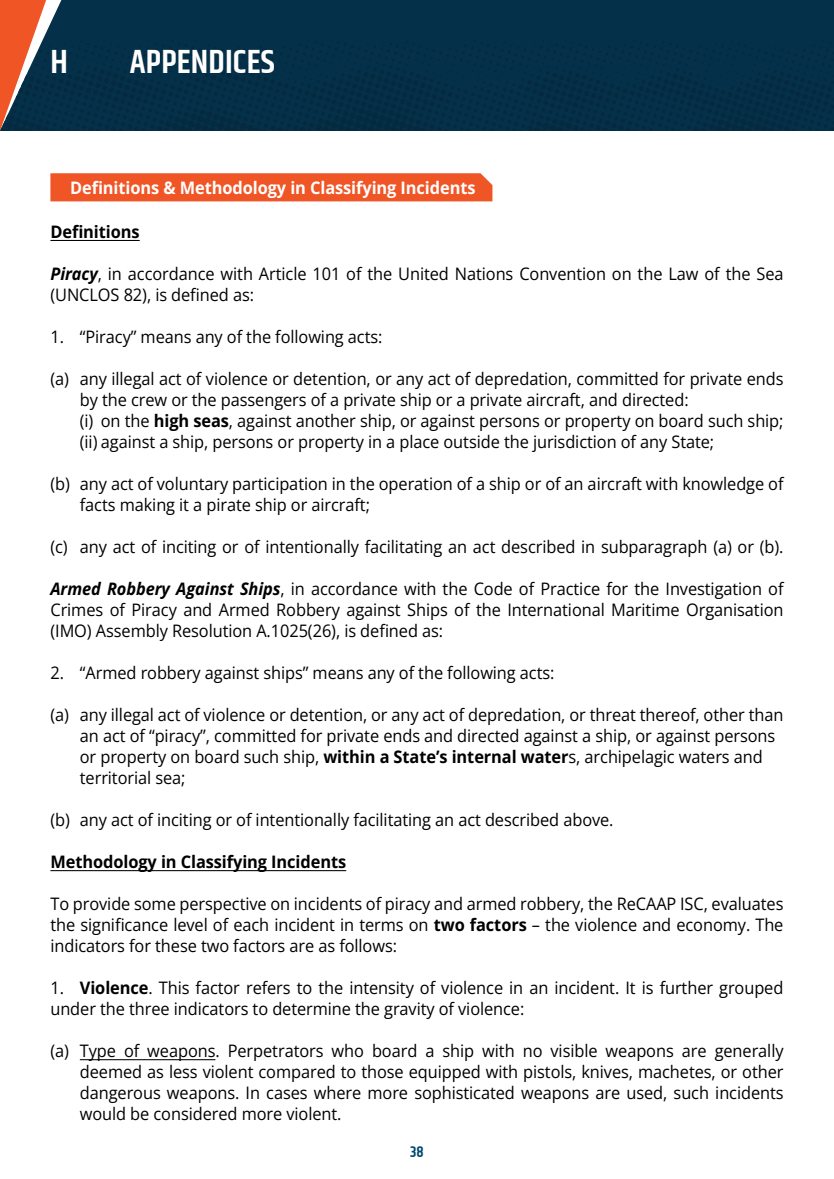 H APPENDICES
Definitions & Methodology in Classifying Incidents
Definitions
Piracy, in accordance with Article 101 of the United Nations Convention on the Law of the Sea
(UNCLOS 82), is defined as:
1. “Piracy” means any of the following acts:
(a) any illegal act of violence or detention, or any act of depredation, committed for private ends
by the crew or the passengers of a private ship or a private aircraft, and directed:
(i) on the high seas, against another ship, or against persons or property on board such ship;
(ii) against a ship, persons or property in a place outside the jurisdiction of any State;
(b) any act of voluntary participation in the operation of a ship or of an aircraft with knowledge of
facts making it a pirate ship or aircraft;
(c) any act of inciting or of intentionally facilitating an act described in subparagraph (a) or (b).
Armed Robbery Against Ships, in accordance with the Code of Practice for the Investigation of
Crimes of Piracy and Armed Robbery against Ships of the International Maritime Organisation
(IMO) Assembly Resolution A.1025(26), is defined as:
2. “Armed robbery against ships” means any of the following acts:
(a) any illegal act of violence or detention, or any act of depredation, or threat thereof, other than
an act of “piracy”, committed for private ends and directed against a ship, or against persons
or property on board such ship, within a State’s internal waters, archipelagic waters and
territorial sea;
(b) any act of inciting or of intentionally facilitating an act described above.
Methodology in Classifying Incidents
To provide some perspective on incidents of piracy and armed robbery, the ReCAAP ISC, evaluates
the significance level of each incident in terms on two factors – the violence and economy. The
indicators for these two factors are as follows:
1. Violence. This factor refers to the intensity of violence in an incident. It is further grouped
under the three indicators to determine the gravity of violence:
(a) Type of weapons. Perpetrators who board a ship with no visible weapons are generally
deemed as less violent compared to those equipped with pistols, knives, machetes, or other
dangerous weapons. In cases where more sophisticated weapons are used, such incidents
would be considered more violent.
38